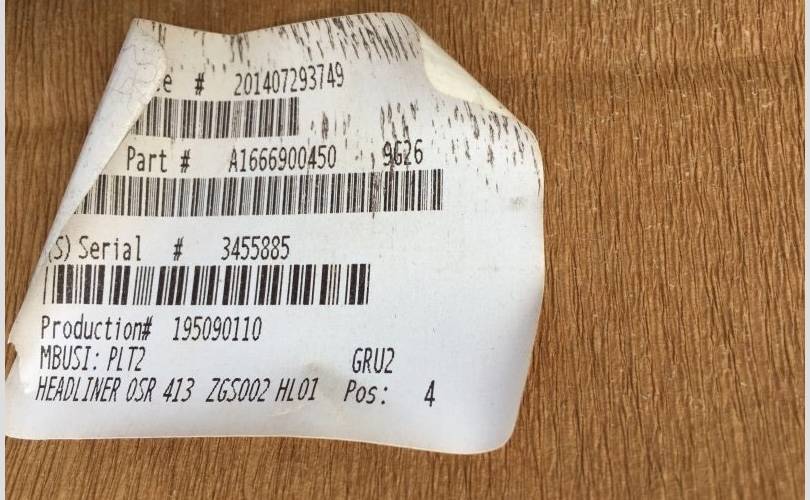 # 201407293749
Part # A1666900450 9G26
(S) Serial # 3455885
Production# 195090110
MBUSI: PLT2 GRU2
HEADLINER OSR 413 ZGS002 HL01 Pos: 4